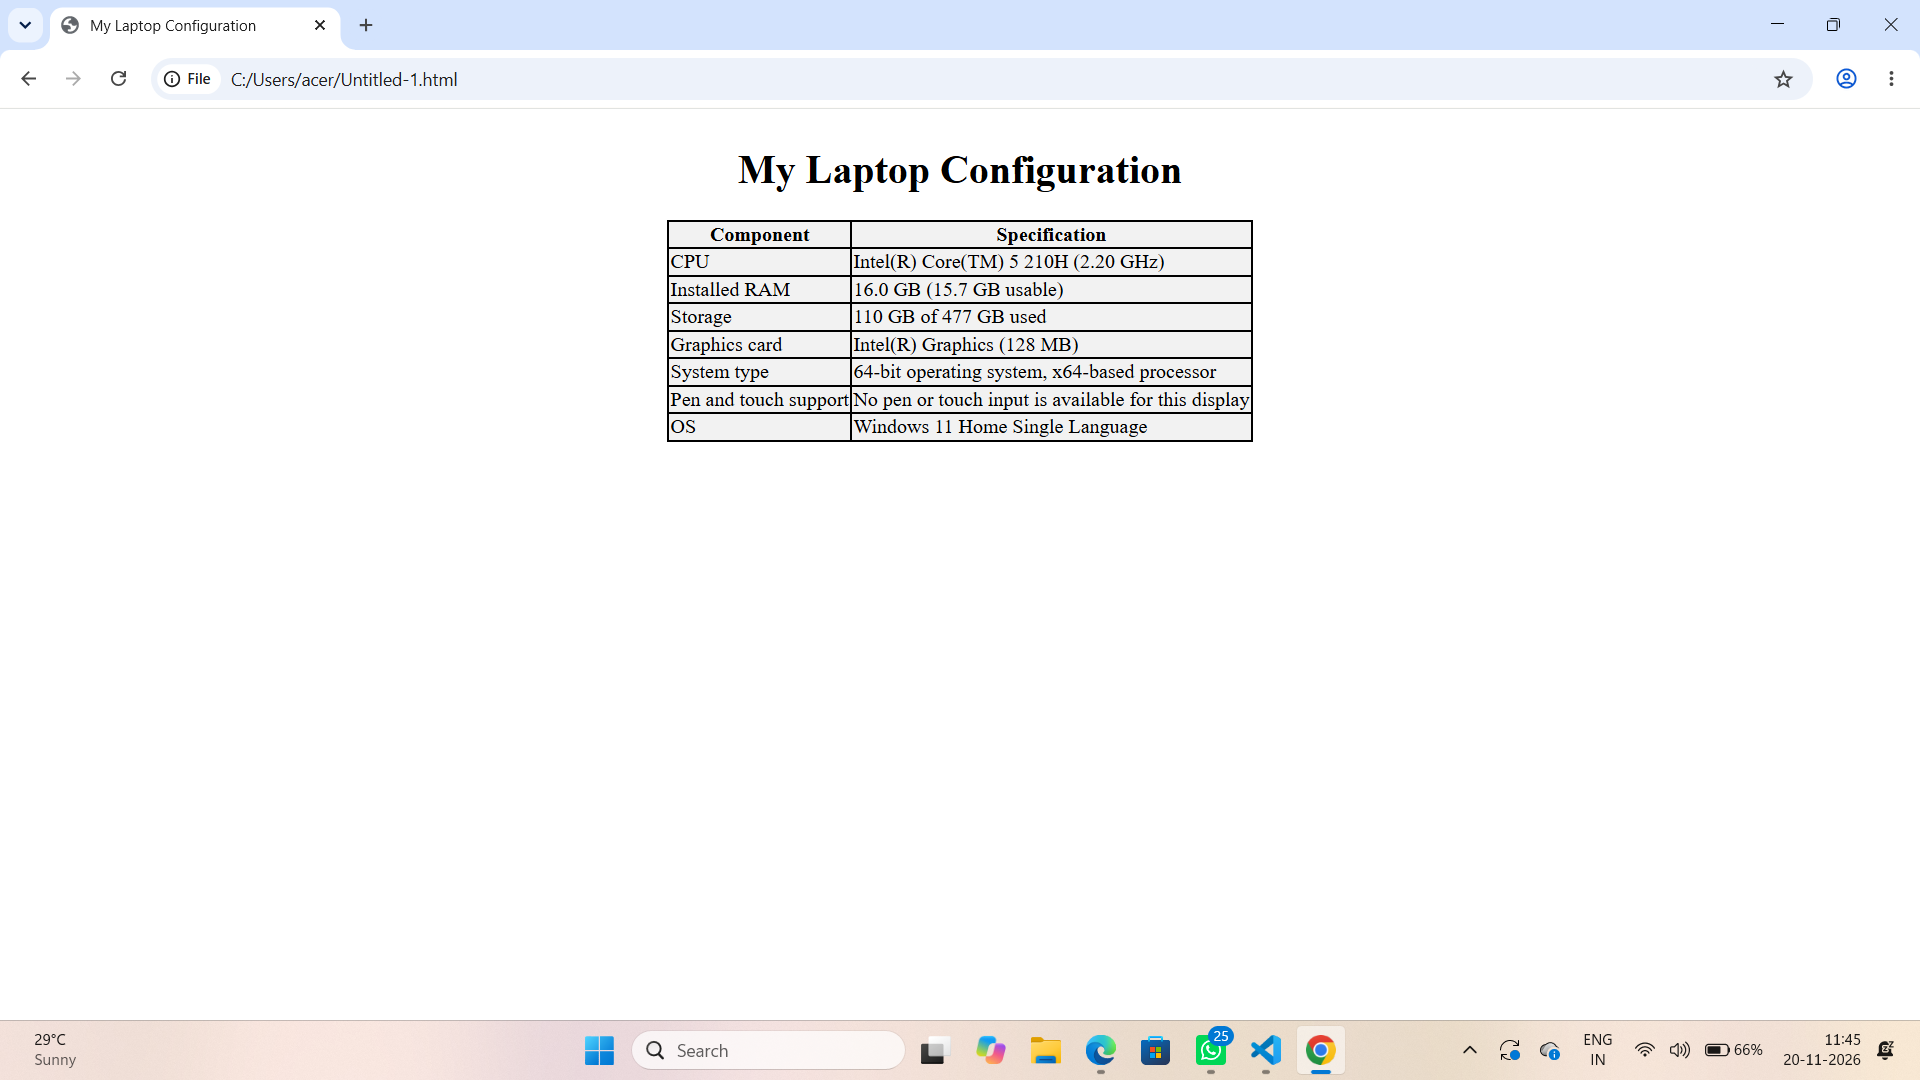 My Laptop Configuration
File C:/Users/acer/Untitled-1.html
My Laptop Configuration
Component Specification
CPU Intel(R) Core(TM) 5 210H (2.20 GHz)
Installed RAM 16.0 GB (15.7 GB usable)
Storage 110 GB of 477 GB used
Graphics card Intel(R) Graphics (128 MB)
System type 64-bit operating system, x64-based processor
Pen and touch support No pen or touch input is available for this display
OS Windows 11 Home Single Language
29°C
Sunny
Search
25
ENG
IN
66%
11:45
20-11-2026